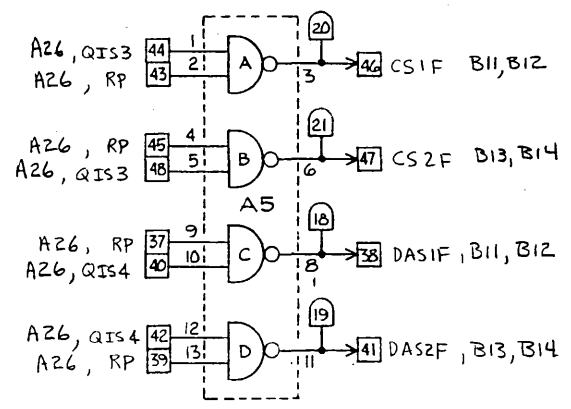 20
A26, QIS3 44 1 A 3 46 CS1F B11, B12
A26, RP 43 2
21
A26, RP 45 4 B 6 47 CS2F B13, B14
A26, QIS3 48 5
A5
18
A26, RP 37 9 C 8 38 DAS1F, B11, B12
A26, QIS4 40 10
1
19
A26, QIS4 42 12 D 11 41 DAS2F, B13, B14
A26, RP 39 13